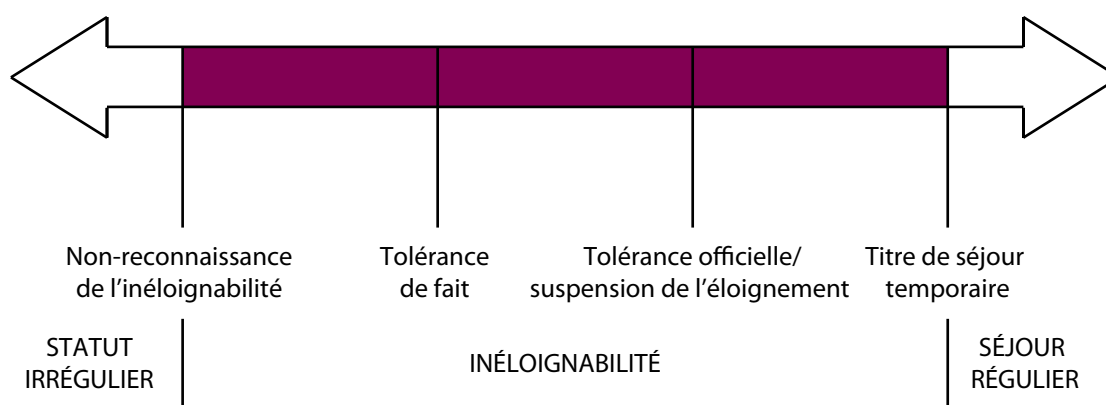 Non-reconnaissance
de l’inéloignabilité
Tolérance
de fait
Tolérance officielle/
suspension de l’éloignement
Titre de séjour
temporaire
STATUT
IRRÉGULIER
INÉLOIGNABILITÉ
SÉJOUR
RÉGULIER